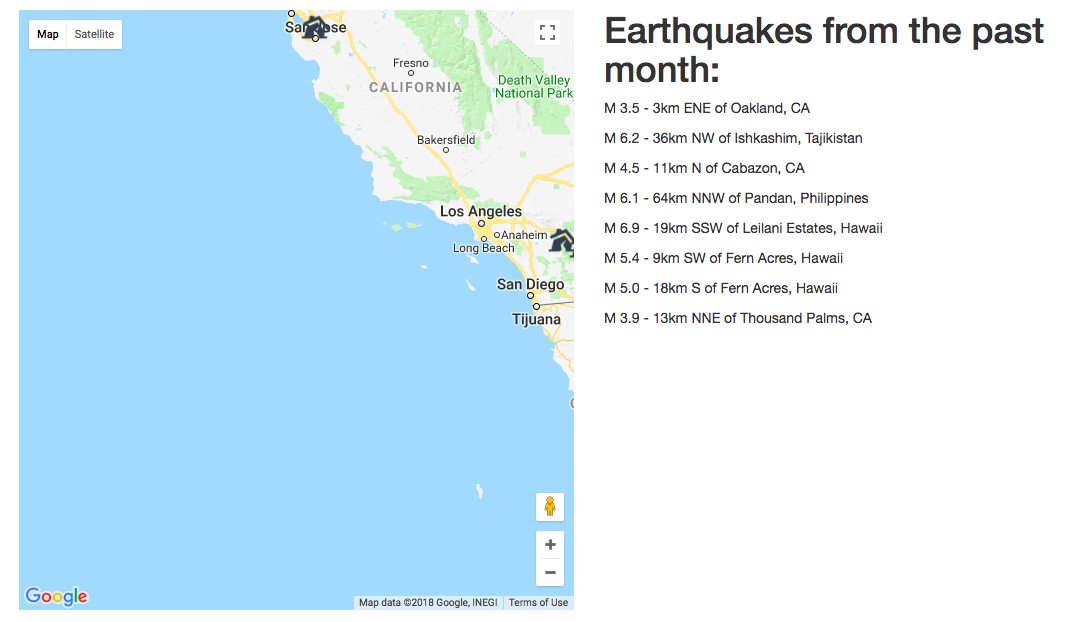 Map Satellite
San Jose
Fresno
CALIFORNIA
Death Valley
National Park
Bakersfield
Los Angeles
Anaheim
Long Beach
San Diego
Tijuana
Google
Map data ©2018 Google, INEGI Terms of Use
Earthquakes from the past
month:
M 3.5 - 3km ENE of Oakland, CA
M 6.2 - 36km NW of Ishkashim, Tajikistan
M 4.5 - 11km N of Cabazon, CA
M 6.1 - 64km NNW of Pandan, Philippines
M 6.9 - 19km SSW of Leilani Estates, Hawaii
M 5.4 - 9km SW of Fern Acres, Hawaii
M 5.0 - 18km S of Fern Acres, Hawaii
M 3.9 - 13km NNE of Thousand Palms, CA